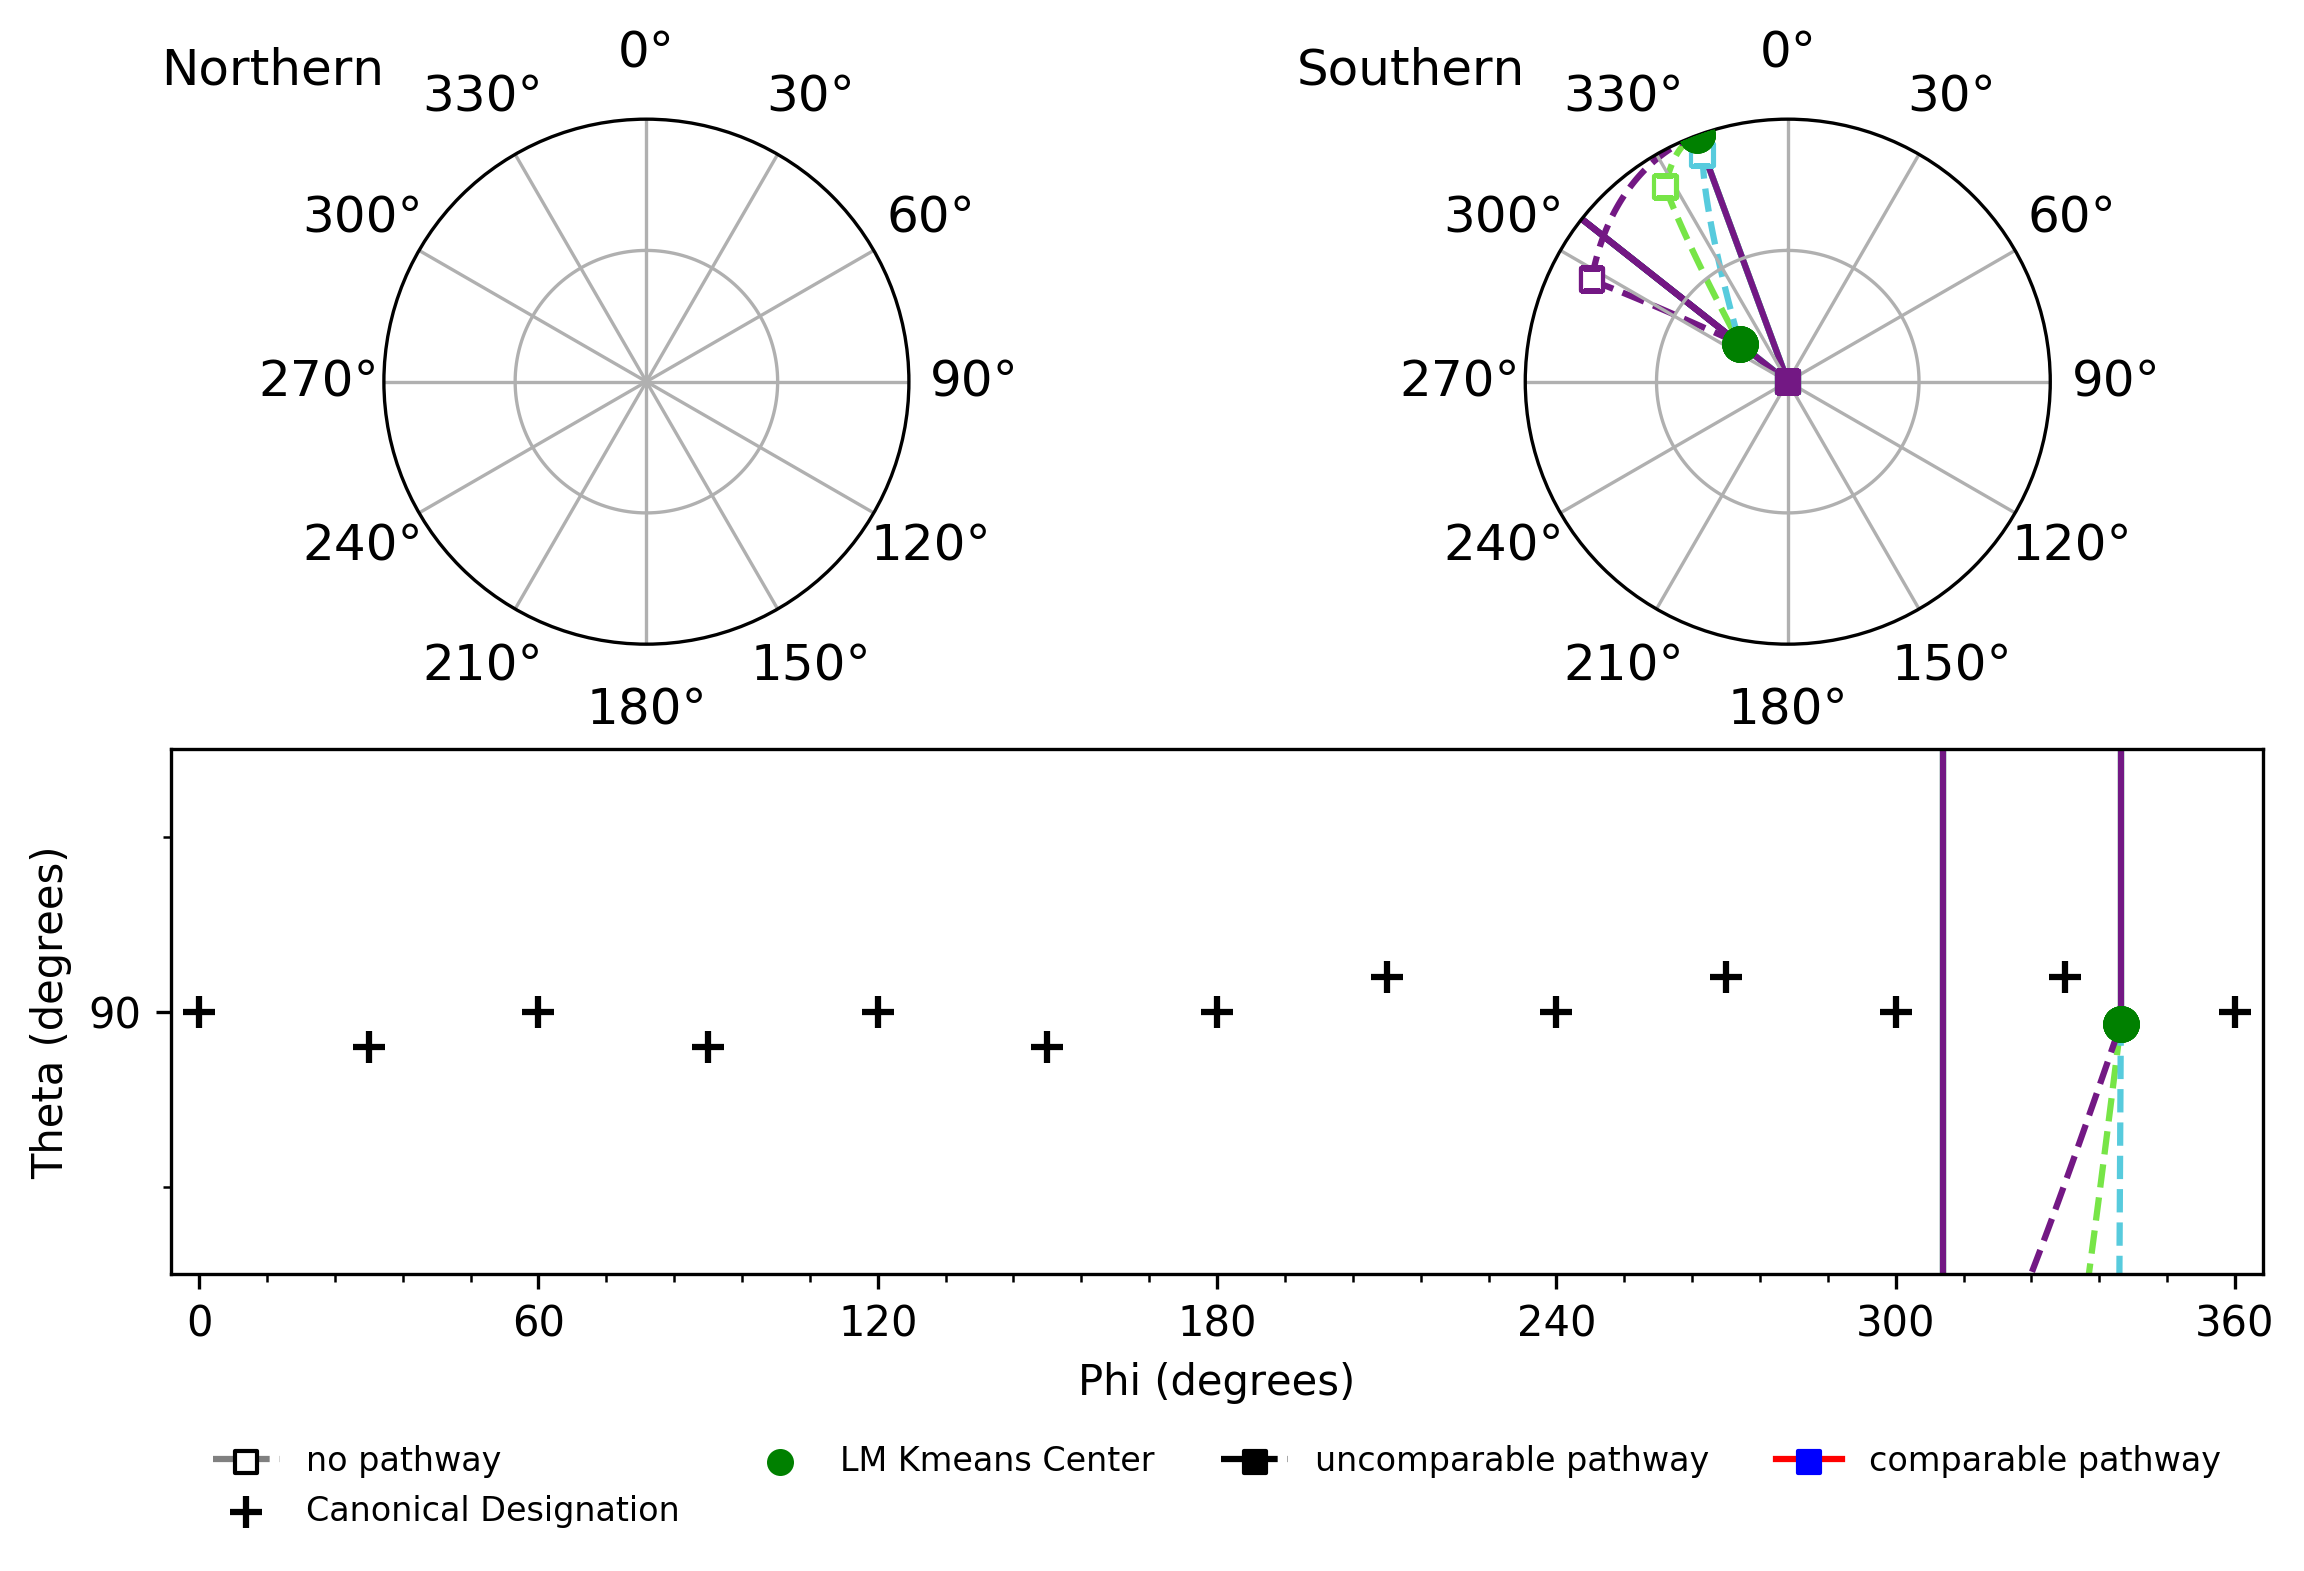 Northern
0°
30°
60°
90°
120°
150°
180°
210°
240°
270°
300°
330°
Southern
0°
30°
60°
90°
120°
150°
180°
210°
240°
270°
300°
330°
Theta (degrees)
90
0 60 120 180 240 300 360
Phi (degrees)
no pathway
Canonical Designation
LM Kmeans Center
uncomparable pathway
comparable pathway